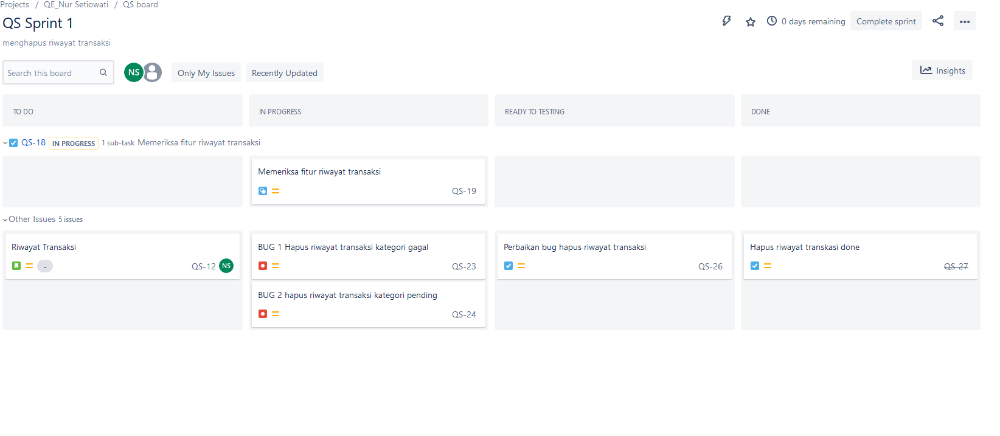 Projects / QE_Nur Setiowati / QS board
QS Sprint 1
0 days remaining
Complete sprint
menghapus riwayat transaksi
Search this board
NS
Only My Issues
Recently Updated
Insights
TO DO
IN PROGRESS
READY TO TESTING
DONE
QS-18 IN PROGRESS 1 sub-task Memeriksa fitur riwayat transaksi
Memeriksa fitur riwayat transaksi
QS-19
Other Issues 5 issues
Riwayat Transaksi
- QS-12 NS
BUG 1 Hapus riwayat transaksi kategori gagal
QS-23
BUG 2 hapus riwayat transaksi kategori pending
QS-24
Perbaikan bug hapus riwayat transaksi
QS-26
Hapus riwayat transkasi done
QS-27